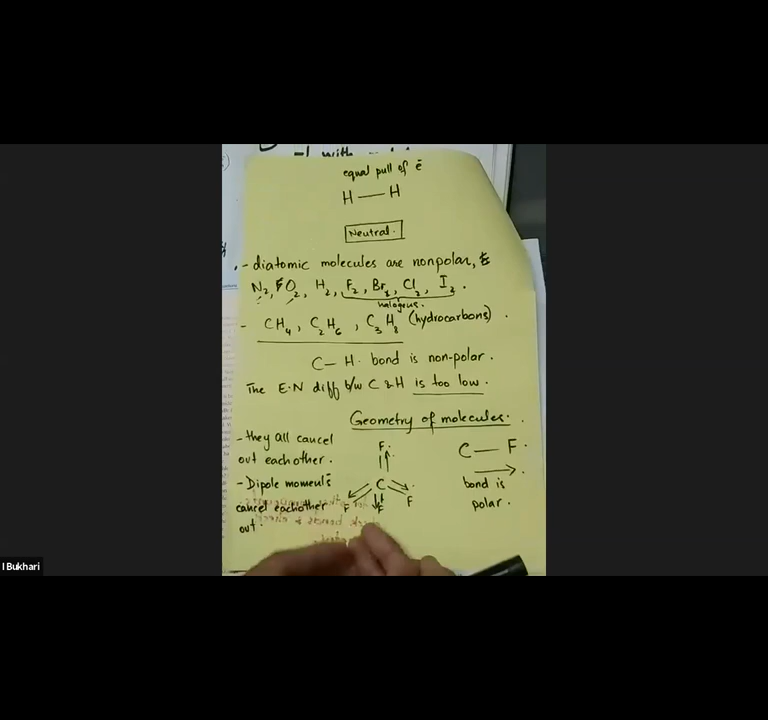 -1 with
equal pull of ē
H — H
Neutral.
- diatomic molecules are nonpolar,
N₂, O₂, H₂, F₂, Br₂, Cl₂, I₂.
halogens.
- CH₄, C₂H₆, C₃H₈ (hydrocarbons).
C – H bond is non-polar.
The E.N diff b/w C & H is too low.
Geometry of molecules.
- they all cancel
out eachother.
- Dipole moments
cancel eachother
out.
F
C
F F F
C — F
bond is
polar.
I Bukhari